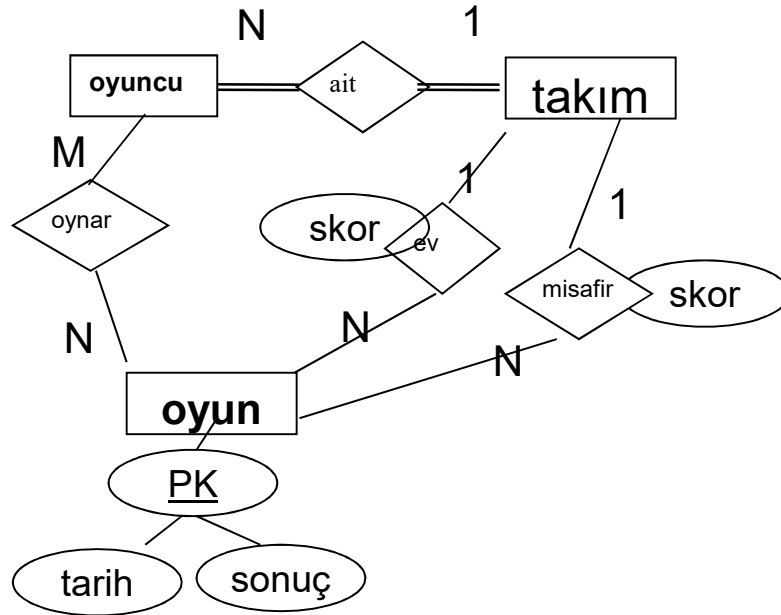 N
1
oyuncu
ait
takım
M
1
skor
ev
oynar
1
misafir
skor
N
N
N
oyun
PK
tarih
sonuç